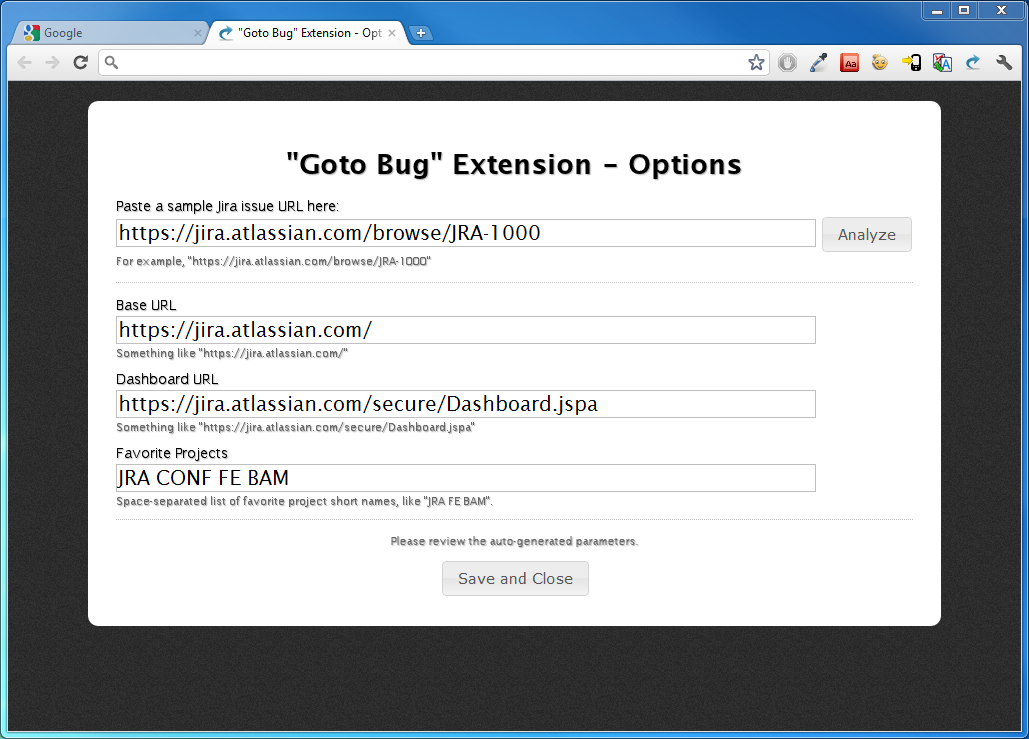 Google
"Goto Bug" Extension - Opt
"Goto Bug" Extension - Options
Paste a sample Jira issue URL here:
https://jira.atlassian.com/browse/JRA-1000
Analyze
For example, "https://jira.atlassian.com/browse/JRA-1000"
Base URL
https://jira.atlassian.com/
Something like "https://jira.atlassian.com/"
Dashboard URL
https://jira.atlassian.com/secure/Dashboard.jspa
Something like "https://jira.atlassian.com/secure/Dashboard.jspa"
Favorite Projects
JRA CONF FE BAM
Space-separated list of favorite project short names, like "JRA FE BAM".
Please review the auto-generated parameters.
Save and Close